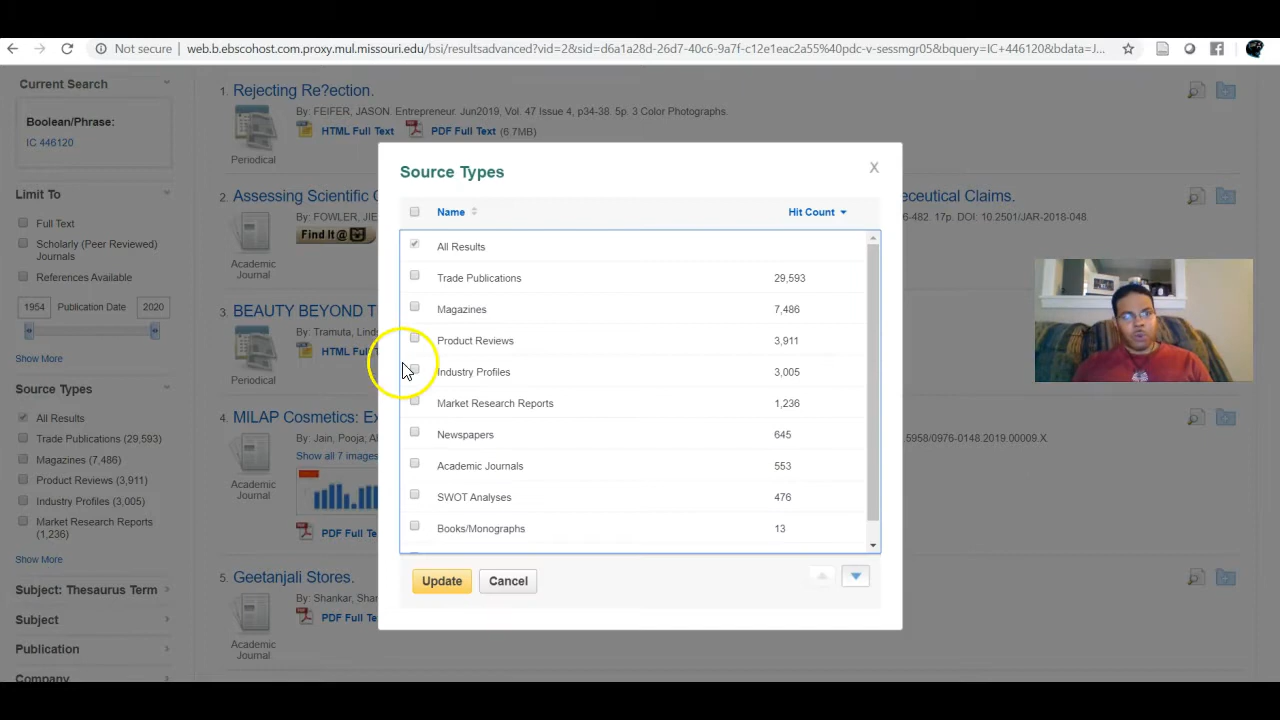 Not secure
web.b.ebscohost.com.proxy.mul.missouri.edu/bsi/resultsadvanced?vid=2&sid=d6a1a28d-26d7-40c6-9a7f-c12e1eac2a55%40pdc-v-sessmgr05&bquery=IC+446120&bdata=J...
Current Search
Boolean/Phrase:
IC 446120
Limit To
Full Text
Scholarly (Peer Reviewed)
Journals
References Available
1954 Publication Date 2020
Show More
Source Types
All Results
Trade Publications (29,593)
Magazines (7,486)
Product Reviews (3,911)
Industry Profiles (3,005)
Market Research Reports
(1,236)
Show More
Subject: Thesaurus Term
Subject
Publication
Company
1. Rejecting Re?ection.
By: FEIFER, JASON. Entrepreneur. Jun2019, Vol. 47 Issue 4, p34-38. 5p. 3 Color Photographs.
HTML Full Text PDF Full Text (6.7MB)
Periodical
2. Assessing Scientific
ceutical Claims.
By: FOWLER,
-482. 17p. DOI: 10.2501/JAR-2018-048.
Find It @
Academic
Journal
3. BEAUTY BEYOND
By: Tramuta,
HTML Full
Periodical
4. MILAP Cosmetics:
By: Jain, Pooja,
.5958/0976-0148.2019.00009.X.
Show all 7 images
Academic
Journal
PDF Full
5. Geetanjali Stores.
By: Shankar,
PDF Full
Academic
Journal
Source Types
X
Name Hit Count
All Results
Trade Publications 29,593
Magazines 7,486
Product Reviews 3,911
Industry Profiles 3,005
Market Research Reports 1,236
Newspapers 645
Academic Journals 553
SWOT Analyses 476
Books/Monographs 13
Update Cancel